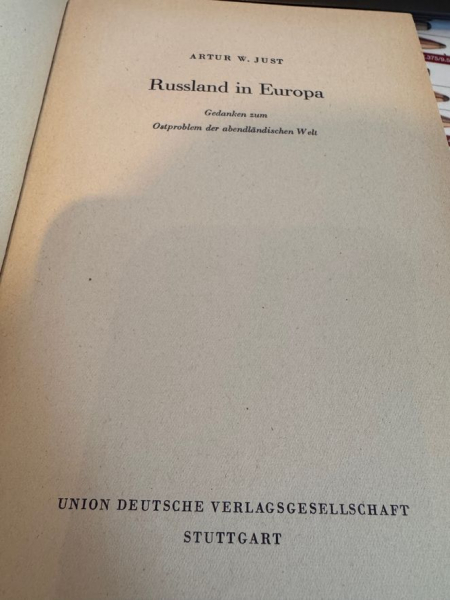 ARTUR W. JUST
Russland in Europa
Gedanken zum
Ostproblem der abendländischen Welt
UNION DEUTSCHE VERLAGSGESELLSCHAFT
STUTTGART